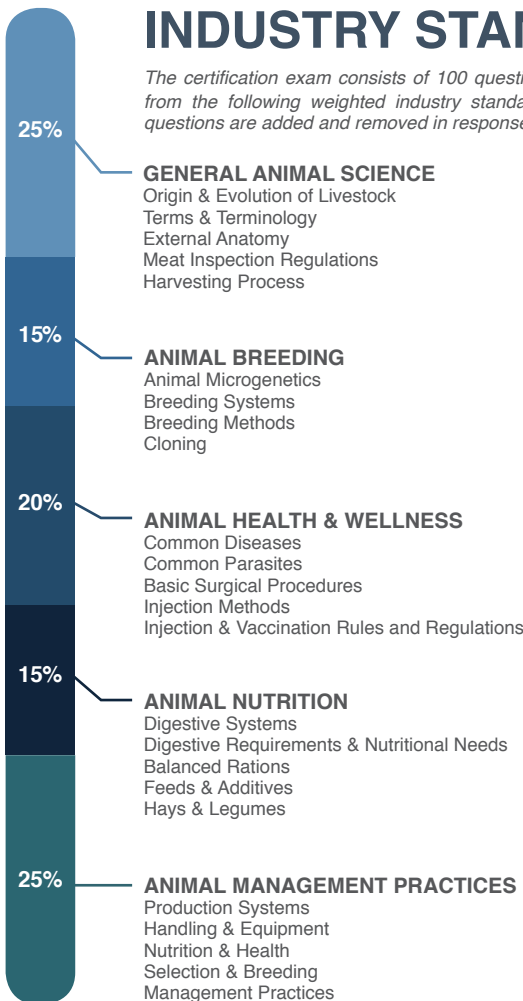 INDUSTRY STAN
The certification exam consists of 100 questi
from the following weighted industry standa
questions are added and removed in response
25%
GENERAL ANIMAL SCIENCE
Origin & Evolution of Livestock
Terms & Terminology
External Anatomy
Meat Inspection Regulations
Harvesting Process
15%
ANIMAL BREEDING
Animal Microgenetics
Breeding Systems
Breeding Methods
Cloning
20%
ANIMAL HEALTH & WELLNESS
Common Diseases
Common Parasites
Basic Surgical Procedures
Injection Methods
Injection & Vaccination Rules and Regulations
15%
ANIMAL NUTRITION
Digestive Systems
Digestive Requirements & Nutritional Needs
Balanced Rations
Feeds & Additives
Hays & Legumes
25%
ANIMAL MANAGEMENT PRACTICES
Production Systems
Handling & Equipment
Nutrition & Health
Selection & Breeding
Management Practices